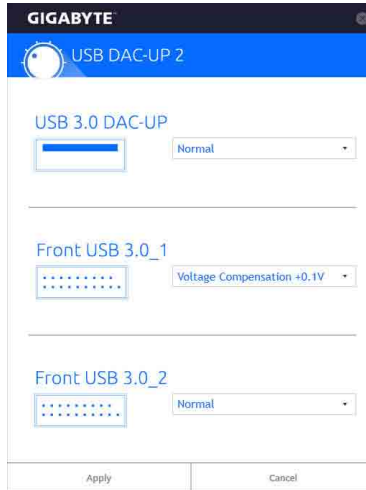 GIGABYTE™
USB DAC-UP 2
USB 3.0 DAC-UP
Normal
Front USB 3.0_1
Voltage Compensation +0.1V
Front USB 3.0_2
Normal
Apply
Cancel